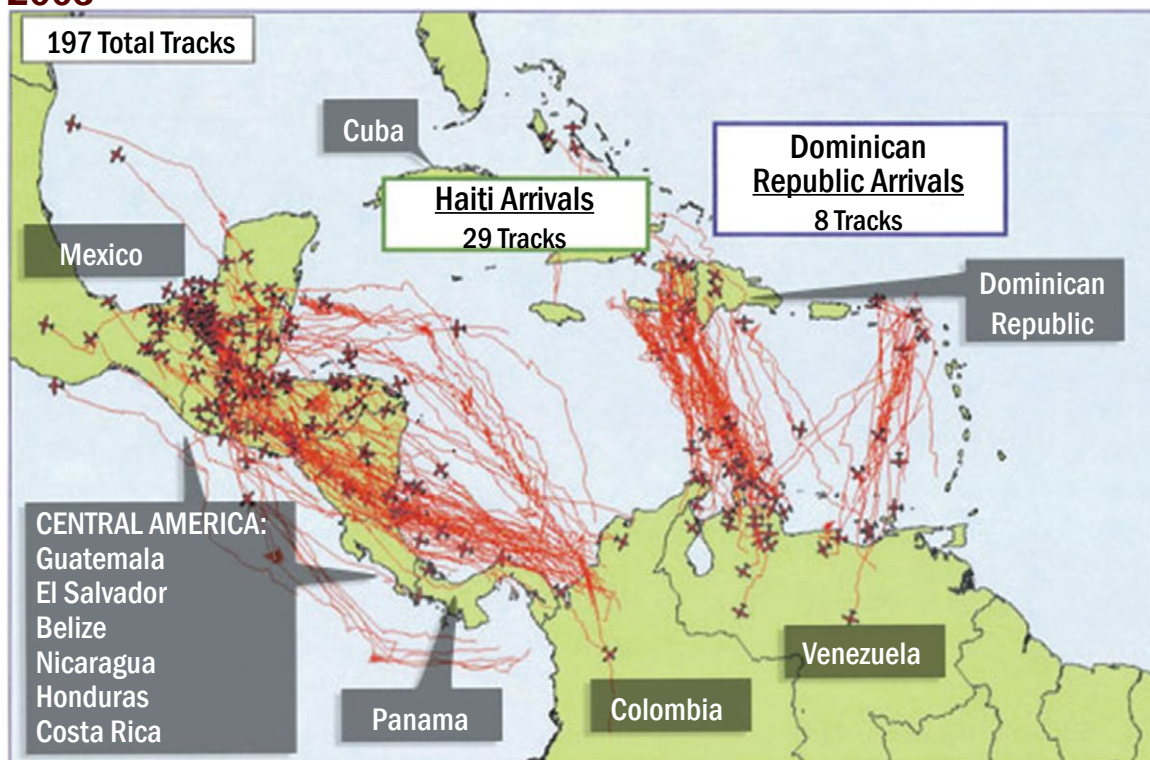 197 Total Tracks
Cuba
Dominican
Republic Arrivals
8 Tracks
Haiti Arrivals
29 Tracks
Mexico
Dominican
Republic
CENTRAL AMERICA:
Guatemala
El Salvador
Belize
Nicaragua
Honduras
Costa Rica
Panama
Colombia
Venezuela